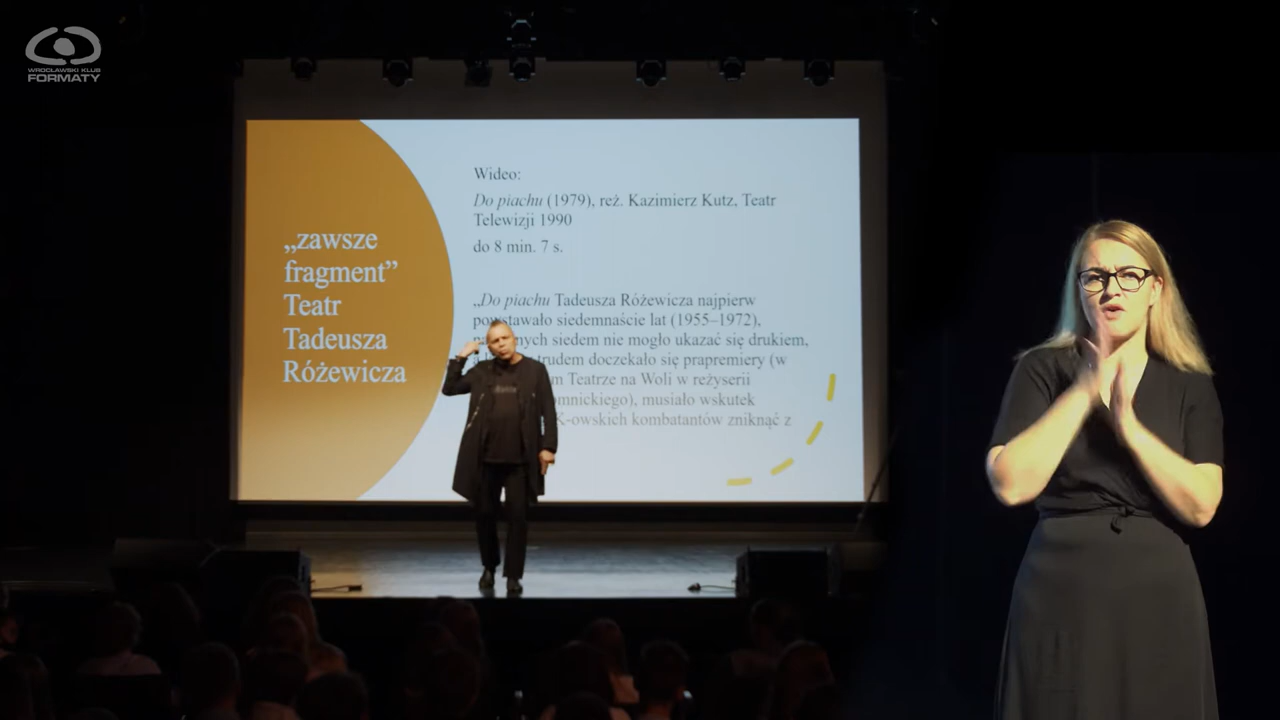 WROCŁAWSKI KLUB
FORMATY
„zawsze
fragment”
Teatr
Tadeusza
Różewicza
Wideo:
Do piachu (1979), reż. Kazimierz Kutz, Teatr
Telewizji 1990
do 8 min. 7 s.
„Do piachu Tadeusza Różewicza najpierw
powstawało siedemnaście lat (1955–1972),
siedem nie mogło ukazać się drukiem,
trudem doczekało się prapremiery (w
Teatrze na Woli w reżyserii
musiało wskutek
kombatantów zniknąć z